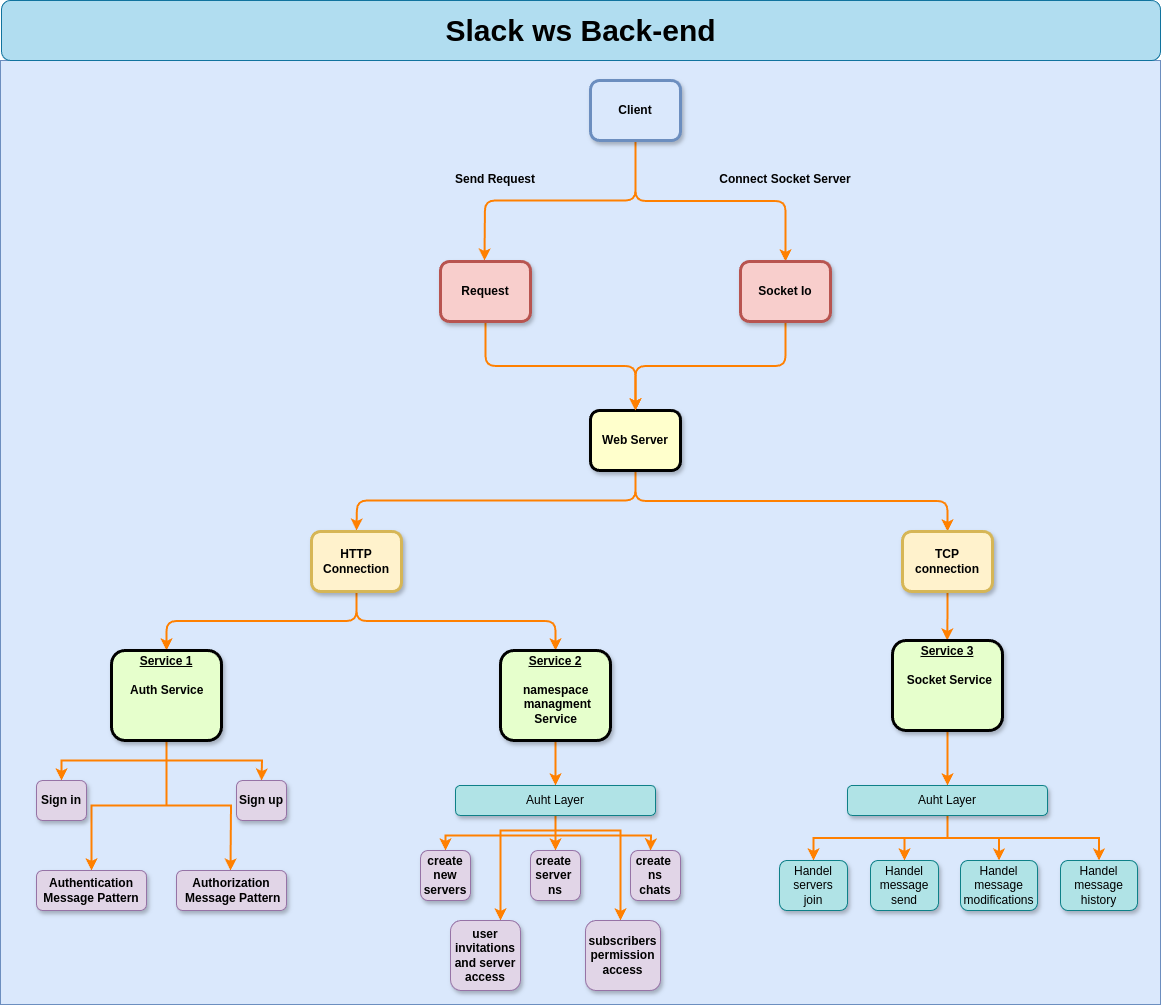 Slack ws Back-end
Client
Send Request
Connect Socket Server
Request
Socket Io
Web Server
HTTP
Connection
TCP
connection
Service 1
Auth Service
Service 2
namespace
managment
Service
Service 3
Socket Service
Sign in
Sign up
Authentication
Message Pattern
Authorization
Message Pattern
Auht Layer
create
new
servers
create
server
ns
create
ns
chats
user
invitations
and server
access
subscribers
permission
access
Auht Layer
Handel
servers
join
Handel
message
send
Handel
message
modifications
Handel
message
history